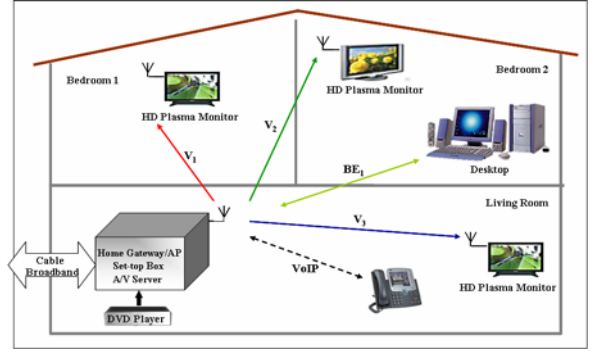 Bedroom 1
HD Plasma Monitor
HD Plasma Monitor
Bedroom 2
V2
V1
BE1
Desktop
Living Room
V3
Cable
Broadband
Home Gateway/AP
Set-top Box
A/V Server
VoIP
HD Plasma Monitor
DVD Player